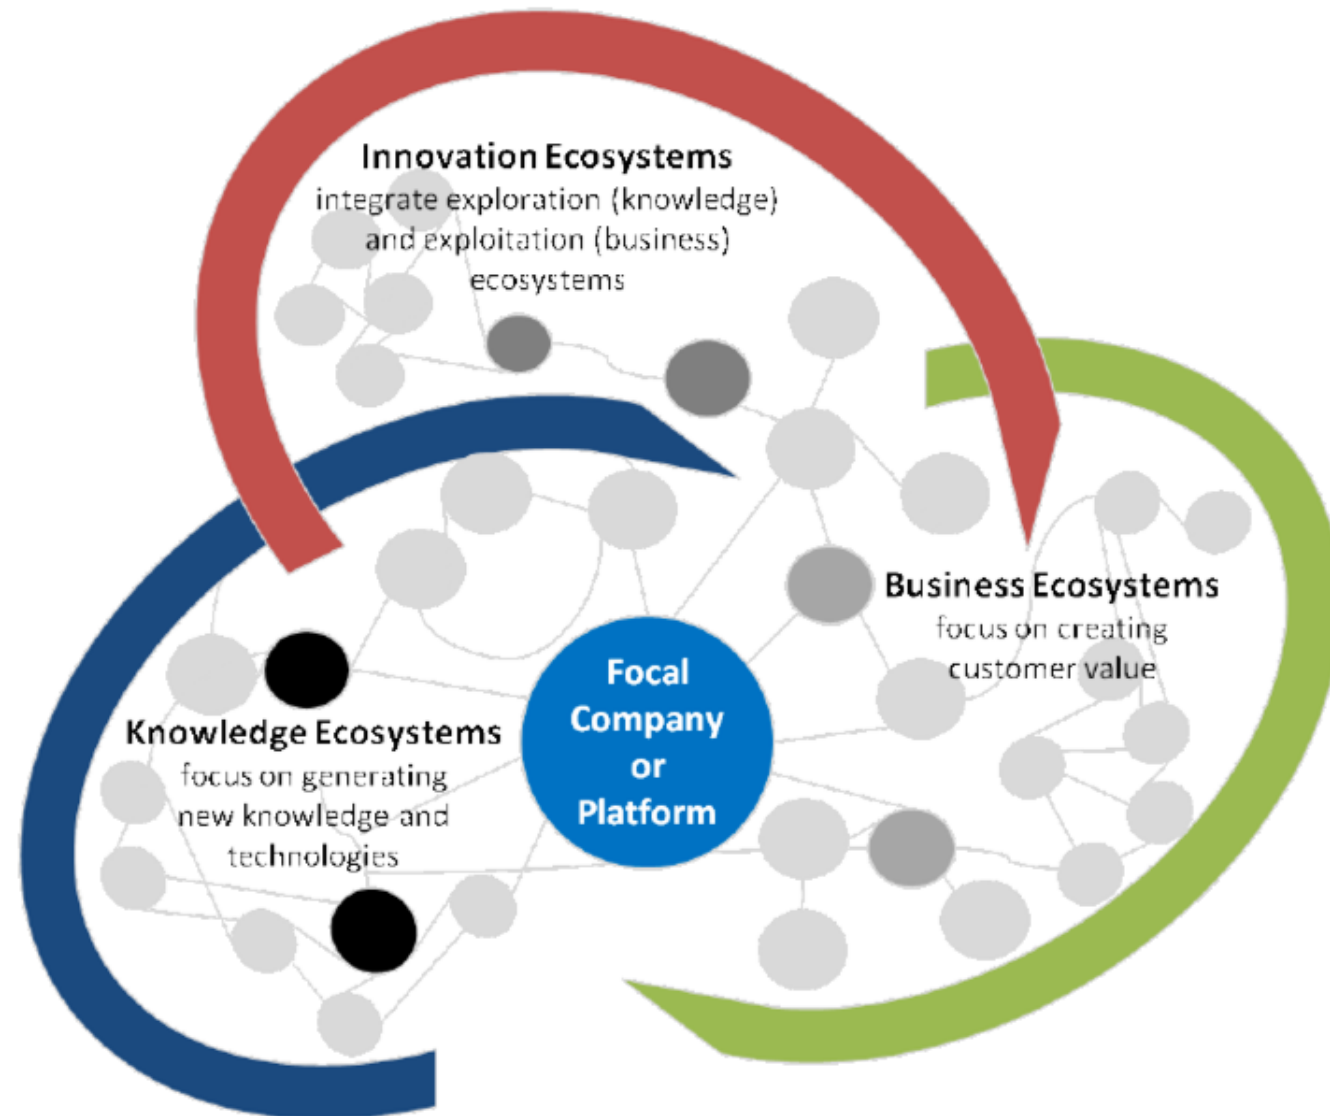 Innovation Ecosystems
integrate exploration (knowledge)
and exploitation (business)
ecosystems
Business Ecosystems
focus on creating
customer value
Focal
Company
or
Platform
Knowledge Ecosystems
focus on generating
new knowledge and
technologies